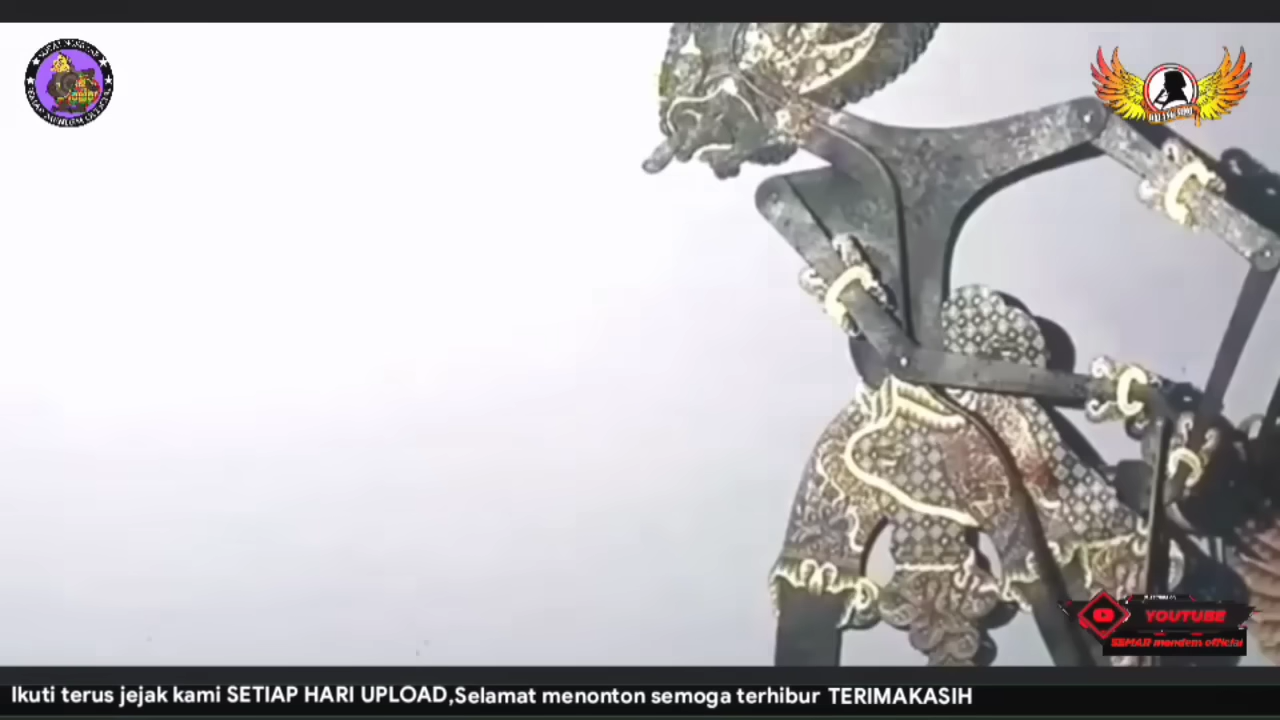 YOUTUBE
SEMAR mendem official
Ikuti terus jejak kami SETIAP HARI UPLOAD,Selamat menonton semoga terhibur TERIMAKASIH